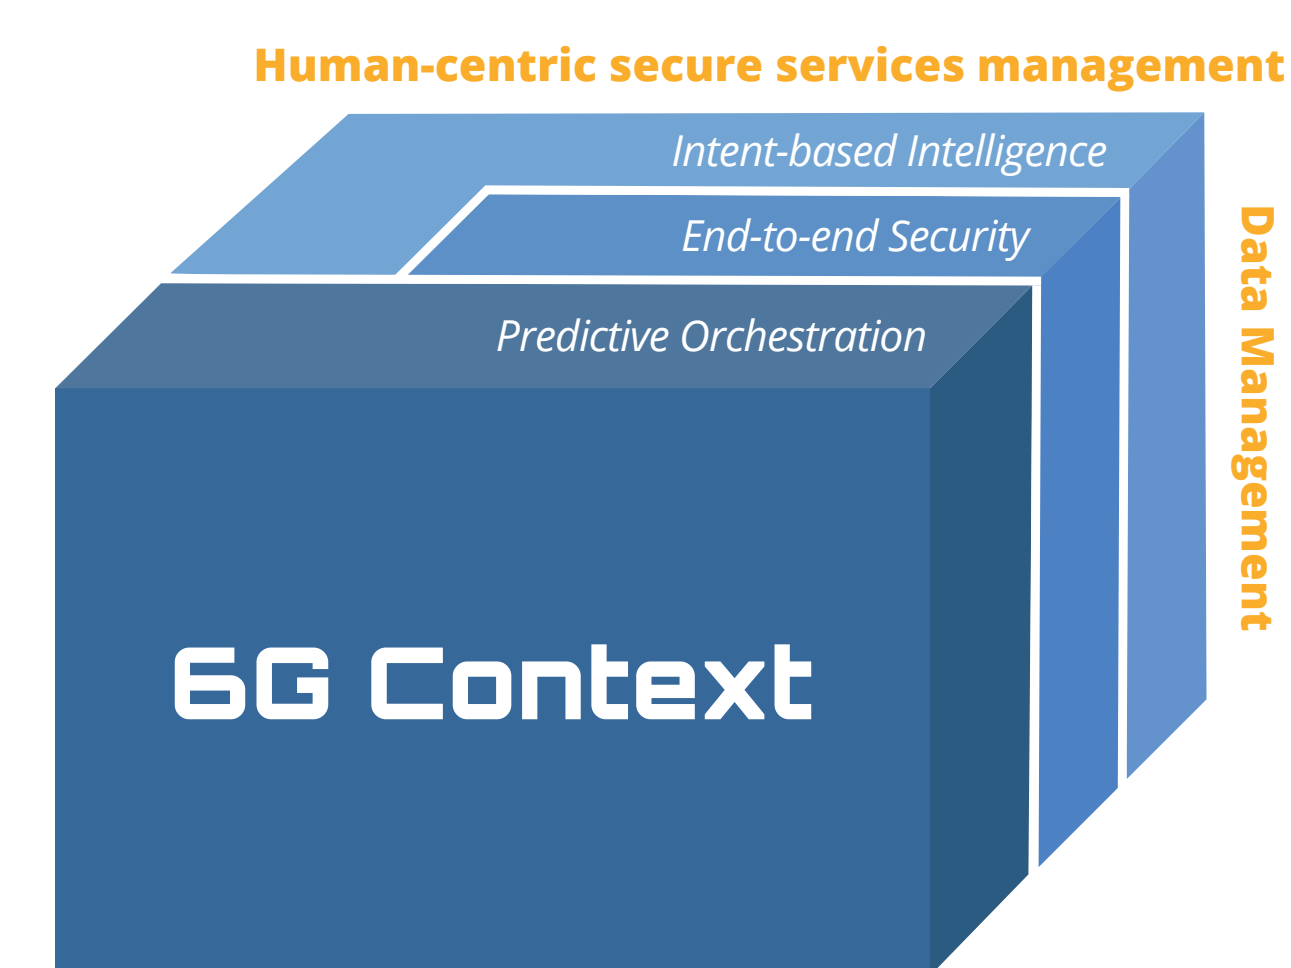 Human-centric secure services management
Intent-based Intelligence
End-to-end Security
Predictive Orchestration
Data Management
6G Context